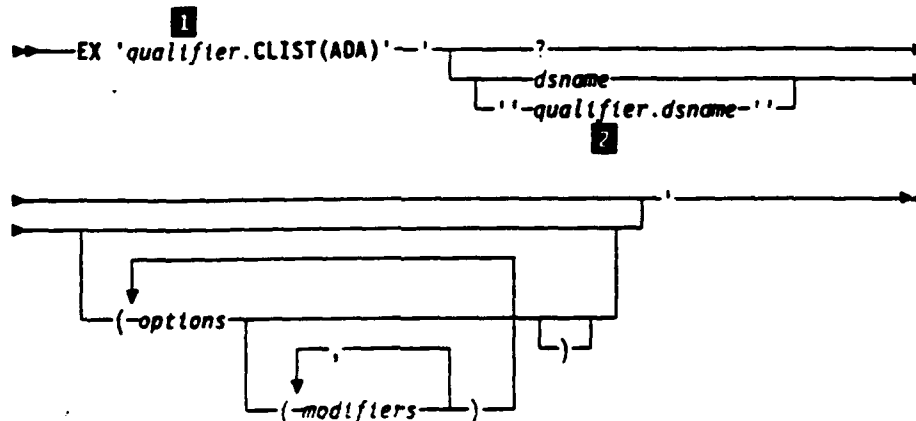 1
EX 'qualifier.CLIST(ADA)' ' ?
dsname
''qualifier.dsname''
2
'
(options
)
,
(modifiers )